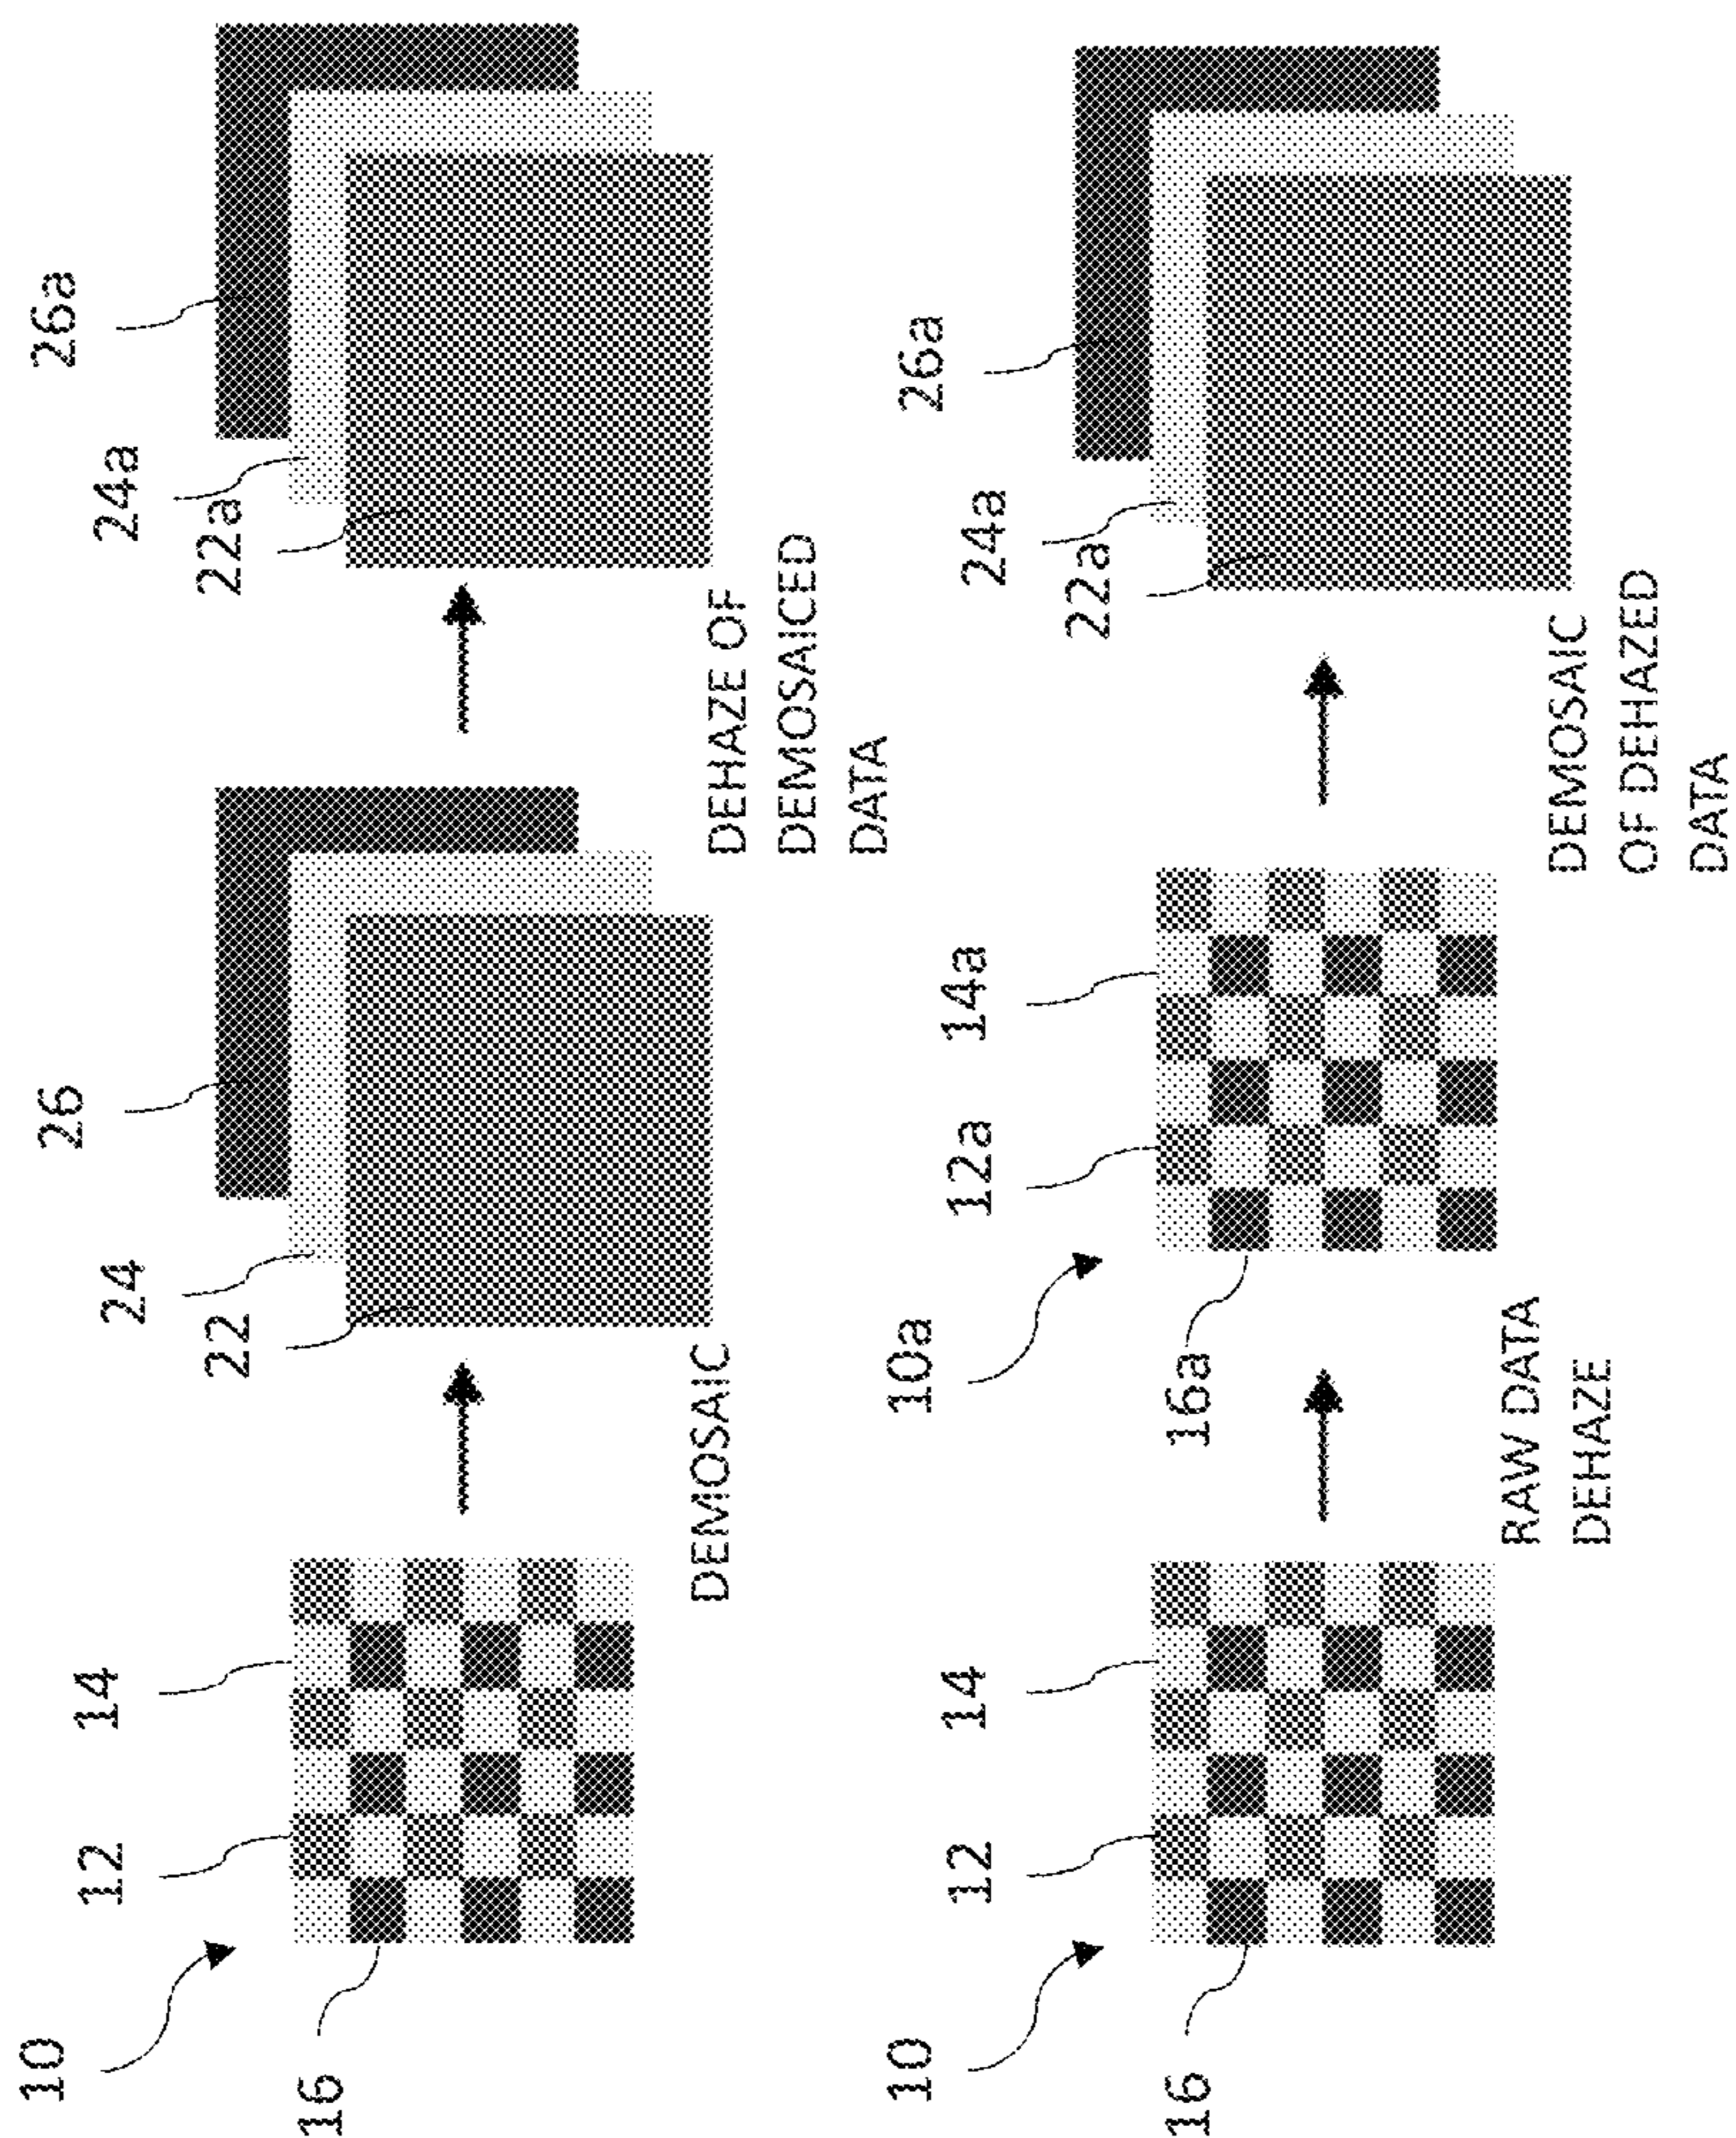 10
12
14
16
DEMOSAIC
22
24
26
DEHAZE OF
DEMOSAICED
DATA
22a
24a
26a
10
12
14
16
RAW DATA
DEHAZE
10a
12a
14a
16a
DEMOSAIC
OF DEHAZED
DATA
22a
24a
26a